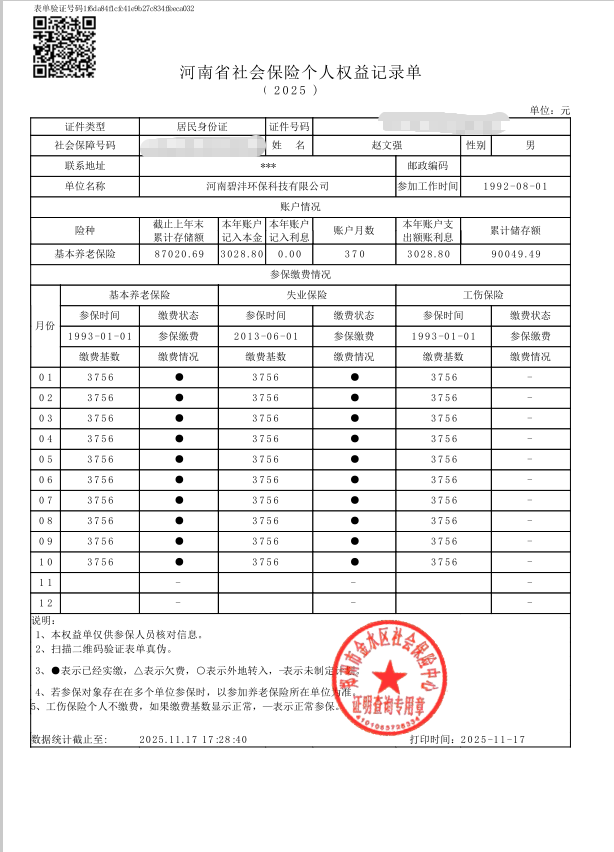 表单验证号码1f6da84f1cfc41e9b27c834ffeeca032
河南省社会保险个人权益记录单
( 2025 )
单位：元
证件类型 居民身份证 证件号码
社会保障号码 姓 名 赵文强 性别 男
联系地址 *** 邮政编码
单位名称 河南碧沣环保科技有限公司 参加工作时间 1992-08-01
账户情况
险种 截止上年末累计存储额 本年账户记入本金 本年账户记入利息 账户月数 本年账户支出额账利息 累计储存额
基本养老保险 87020.69 3028.80 0.00 370 3028.80 90049.49
参保缴费情况
月份 基本养老保险 失业保险 工伤保险
参保时间 缴费状态 参保时间 缴费状态 参保时间 缴费状态
1993-01-01 参保缴费 2013-06-01 参保缴费 1993-01-01 参保缴费
缴费基数 缴费情况 缴费基数 缴费情况 缴费基数 缴费情况
01 3756 ● 3756 ● 3756 -
02 3756 ● 3756 ● 3756 -
03 3756 ● 3756 ● 3756 -
04 3756 ● 3756 ● 3756 -
05 3756 ● 3756 ● 3756 -
06 3756 ● 3756 ● 3756 -
07 3756 ● 3756 ● 3756 -
08 3756 ● 3756 ● 3756 -
09 3756 ● 3756 ● 3756 -
10 3756 ● 3756 ● 3756 -
11 - - -
12 - - -
说明:
1、本权益单仅供参保人员核对信息。
2、扫描二维码验证表单真伪。
3、●表示已经实缴，△表示欠费，○表示外地转入，-表示未制定计划。
4、若参保对象存在在多个单位参保时，以参加养老保险所在单位为准。
5、工伤保险个人不缴费，如果缴费基数显示正常，—表示正常参保。
郑州市金水区社会保险中心
证明查询专用章
数据统计截止至: 2025.11.17 17:28:40 打印时间：2025-11-17